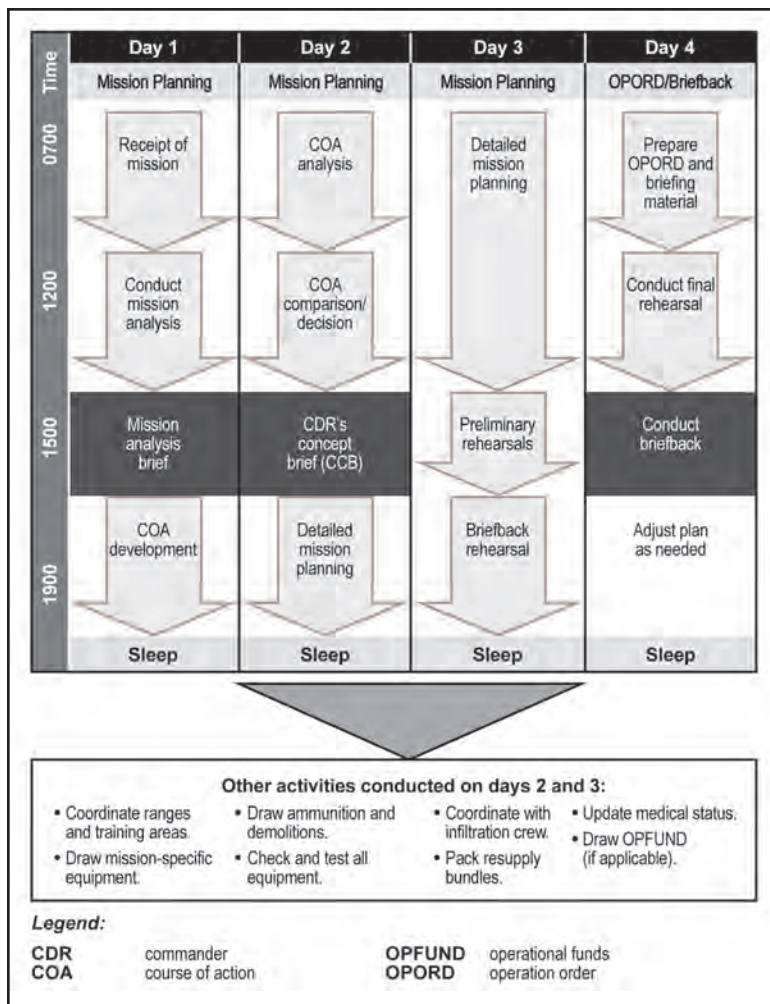 Day 1
Day 2
Day 3
Day 4
Time
Mission Planning
Mission Planning
Mission Planning
OPORD/Briefback
0700
Receipt of
mission
COA
analysis
Detailed
mission
planning
Prepare
OPORD and
briefing
material
1200
Conduct
mission
analysis
COA
comparison/
decision
Conduct final
rehearsal
1500
Mission
analysis
brief
CDR's
concept
brief (CCB)
Preliminary
rehearsals
Conduct
briefback
1900
COA
development
Detailed
mission
planning
Briefback
rehearsal
Adjust plan
as needed
Sleep
Sleep
Sleep
Sleep
Other activities conducted on days 2 and 3:
• Coordinate ranges
and training areas.
• Draw mission-specific
equipment.
• Draw ammunition and
demolitions.
• Check and test all
equipment.
• Coordinate with
infiltration crew.
• Pack resupply
bundles.
• Update medical status.
• Draw OPFUND
(if applicable).
Legend:
CDR commander
COA course of action
OPFUND operational funds
OPORD operation order